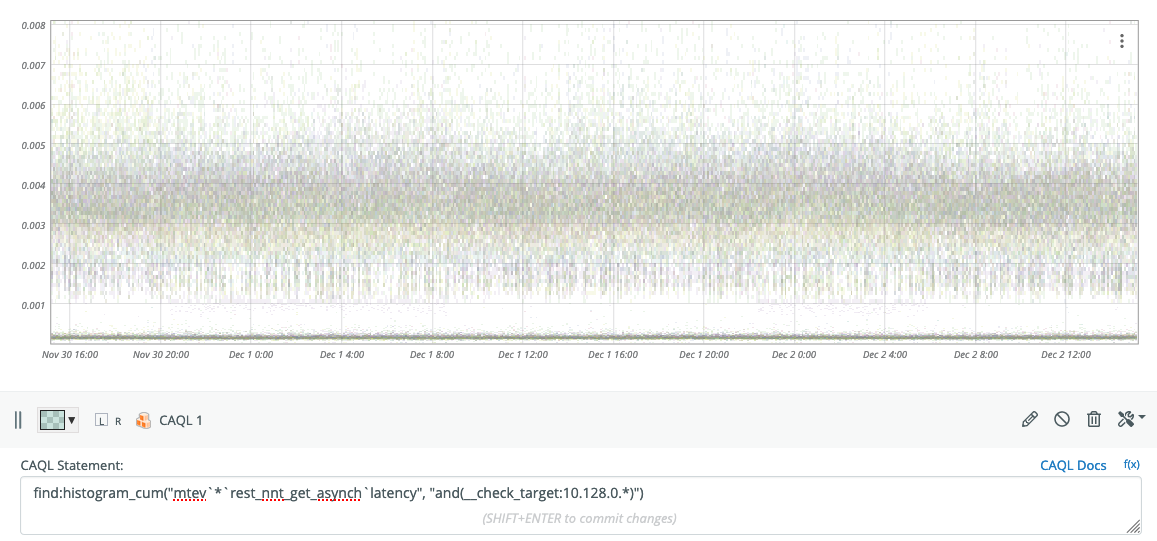 0.008
0.007
0.006
0.005
0.004
0.003
0.002
0.001
Nov 30 16:00 Nov 30 20:00 Dec 1 0:00 Dec 1 4:00 Dec 1 8:00 Dec 1 12:00 Dec 1 16:00 Dec 1 20:00 Dec 2 0:00 Dec 2 4:00 Dec 2 8:00 Dec 2 12:00
L R CAQL 1
CAQL Statement: CAQL Docs f(x)
find:histogram_cum("mtev`*`rest_nnt_get_asynch`latency", "and(__check_target:10.128.0.*)")
(SHIFT+ENTER to commit changes)